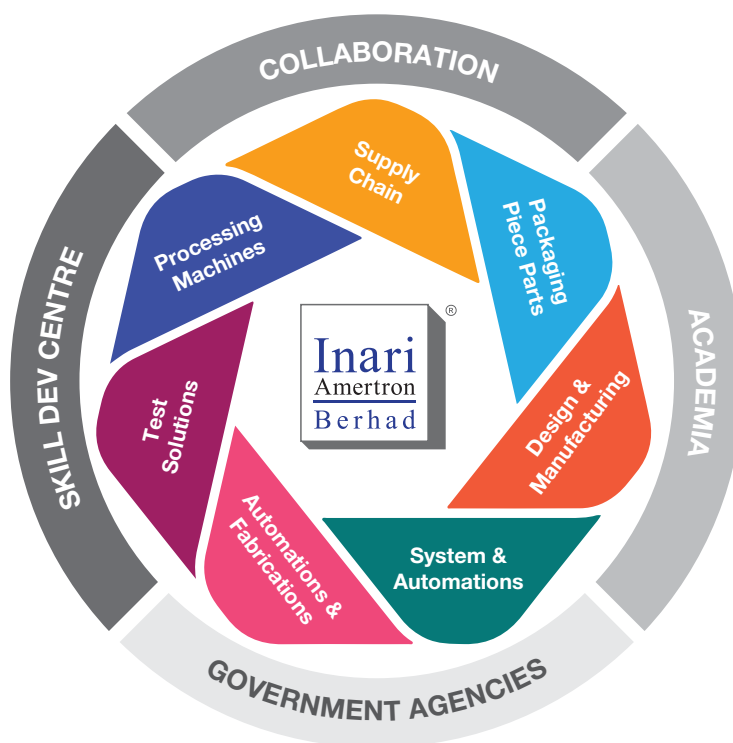 COLLABORATION
Supply
Chain
Packaging
Piece Parts
ACADEMIA
Design &
Manufacturing
System &
Automations
GOVERNMENT AGENCIES
Automations &
Fabrications
Test
Solutions
SKILL DEV CENTRE
Processing
Machines
Inari
Amertron
Berhad
®